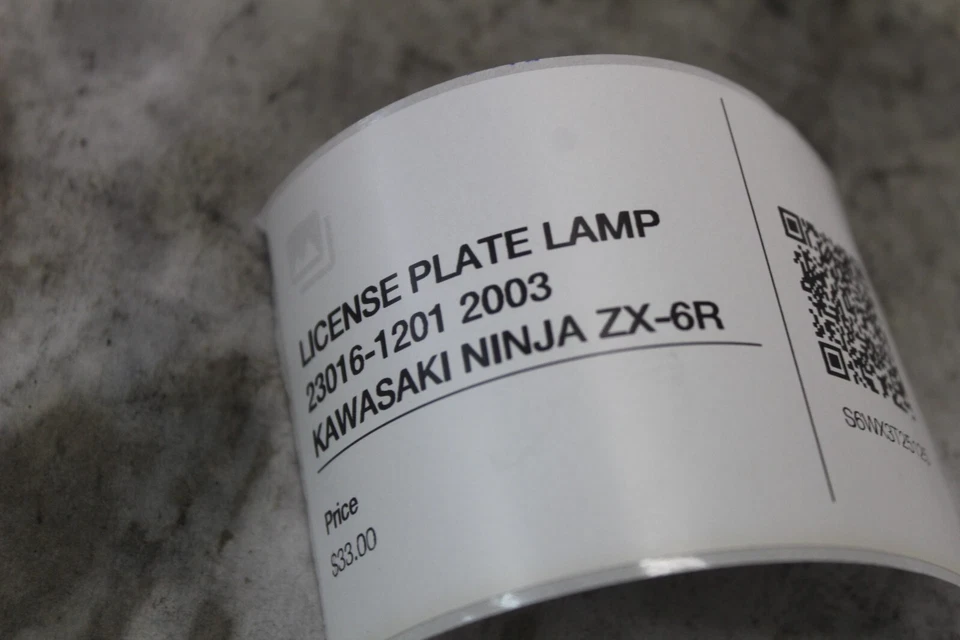 LICENSE PLATE LAMP
23016-1201 2003
KAWASAKI NINJA ZX-6R
Price
$33.00